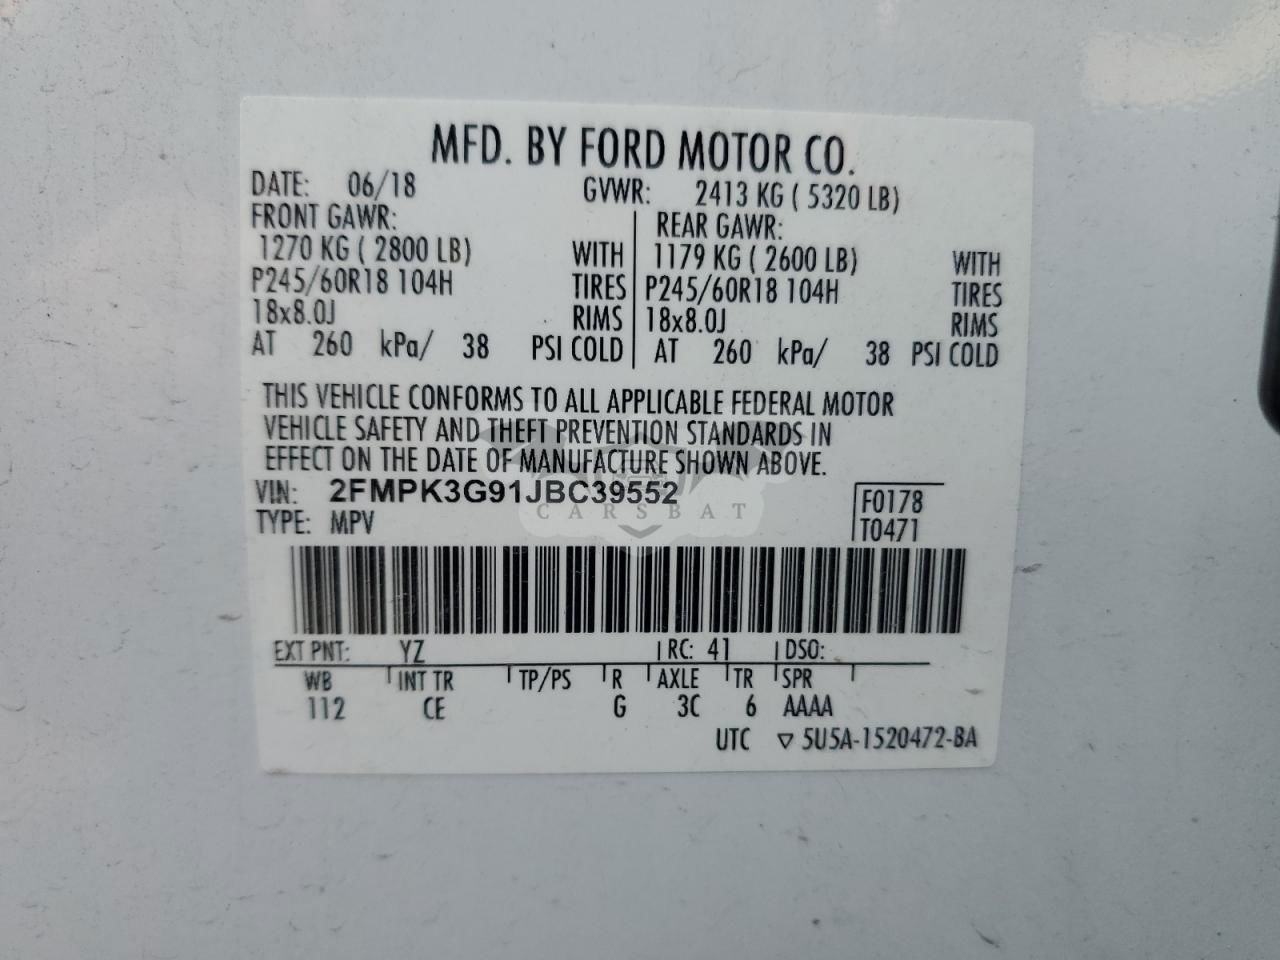 MFD. BY FORD MOTOR CO.
DATE: 06/18 GVWR: 2413 KG ( 5320 LB)
FRONT GAWR: REAR GAWR:
1270 KG ( 2800 LB) WITH 1179 KG ( 2600 LB) WITH
P245/60R18 104H TIRES P245/60R18 104H TIRES
18x8.0J RIMS 18x8.0J RIMS
AT 260 kPa/ 38 PSI COLD AT 260 kPa/ 38 PSI COLD
THIS VEHICLE CONFORMS TO ALL APPLICABLE FEDERAL MOTOR
VEHICLE SAFETY AND THEFT PREVENTION STANDARDS IN
EFFECT ON THE DATE OF MANUFACTURE SHOWN ABOVE.
VIN: 2FMPK3G91JBC39552 F0178
CARSBAT
TYPE: MPV T0471
EXT PNT: YZ RC: 41 DSO:
WB INT TR TP/PS R AXLE TR SPR
112 CE G 3C 6 AAAA
UTC ▽ 5U5A-1520472-BA